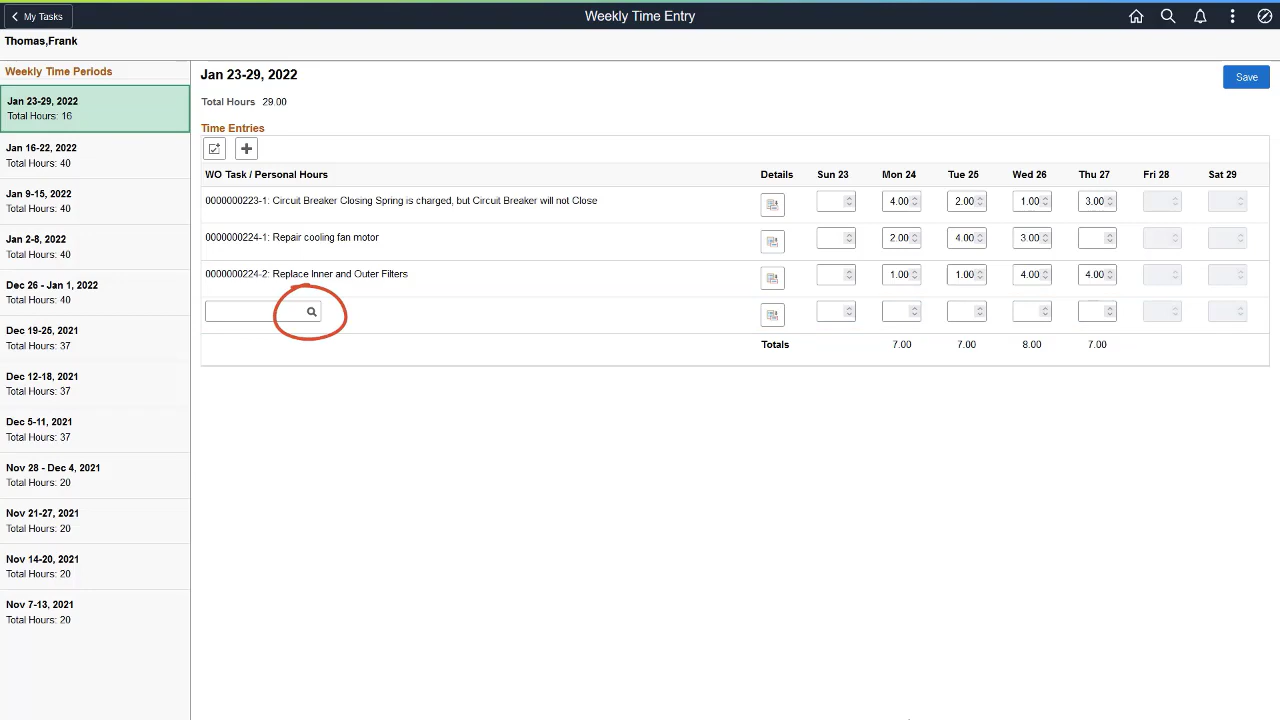 My Tasks
Weekly Time Entry
Thomas,Frank
Weekly Time Periods
Jan 23-29, 2022
Total Hours: 16
Jan 16-22, 2022
Total Hours: 40
Jan 9-15, 2022
Total Hours: 40
Jan 2-8, 2022
Total Hours: 40
Dec 26 - Jan 1, 2022
Total Hours: 40
Dec 19-25, 2021
Total Hours: 37
Dec 12-18, 2021
Total Hours: 37
Dec 5-11, 2021
Total Hours: 37
Nov 28 - Dec 4, 2021
Total Hours: 20
Nov 21-27, 2021
Total Hours: 20
Nov 14-20, 2021
Total Hours: 20
Nov 7-13, 2021
Total Hours: 20
Jan 23-29, 2022
Save
Total Hours 29.00
Time Entries
WO Task / Personal Hours Details Sun 23 Mon 24 Tue 25 Wed 26 Thu 27 Fri 28 Sat 29
0000000223-1: Circuit Breaker Closing Spring is charged, but Circuit Breaker will not Close 4.00 2.00 1.00 3.00
0000000224-1: Repair cooling fan motor 2.00 4.00 3.00
0000000224-2: Replace Inner and Outer Filters 1.00 1.00 4.00 4.00
Totals 7.00 7.00 8.00 7.00